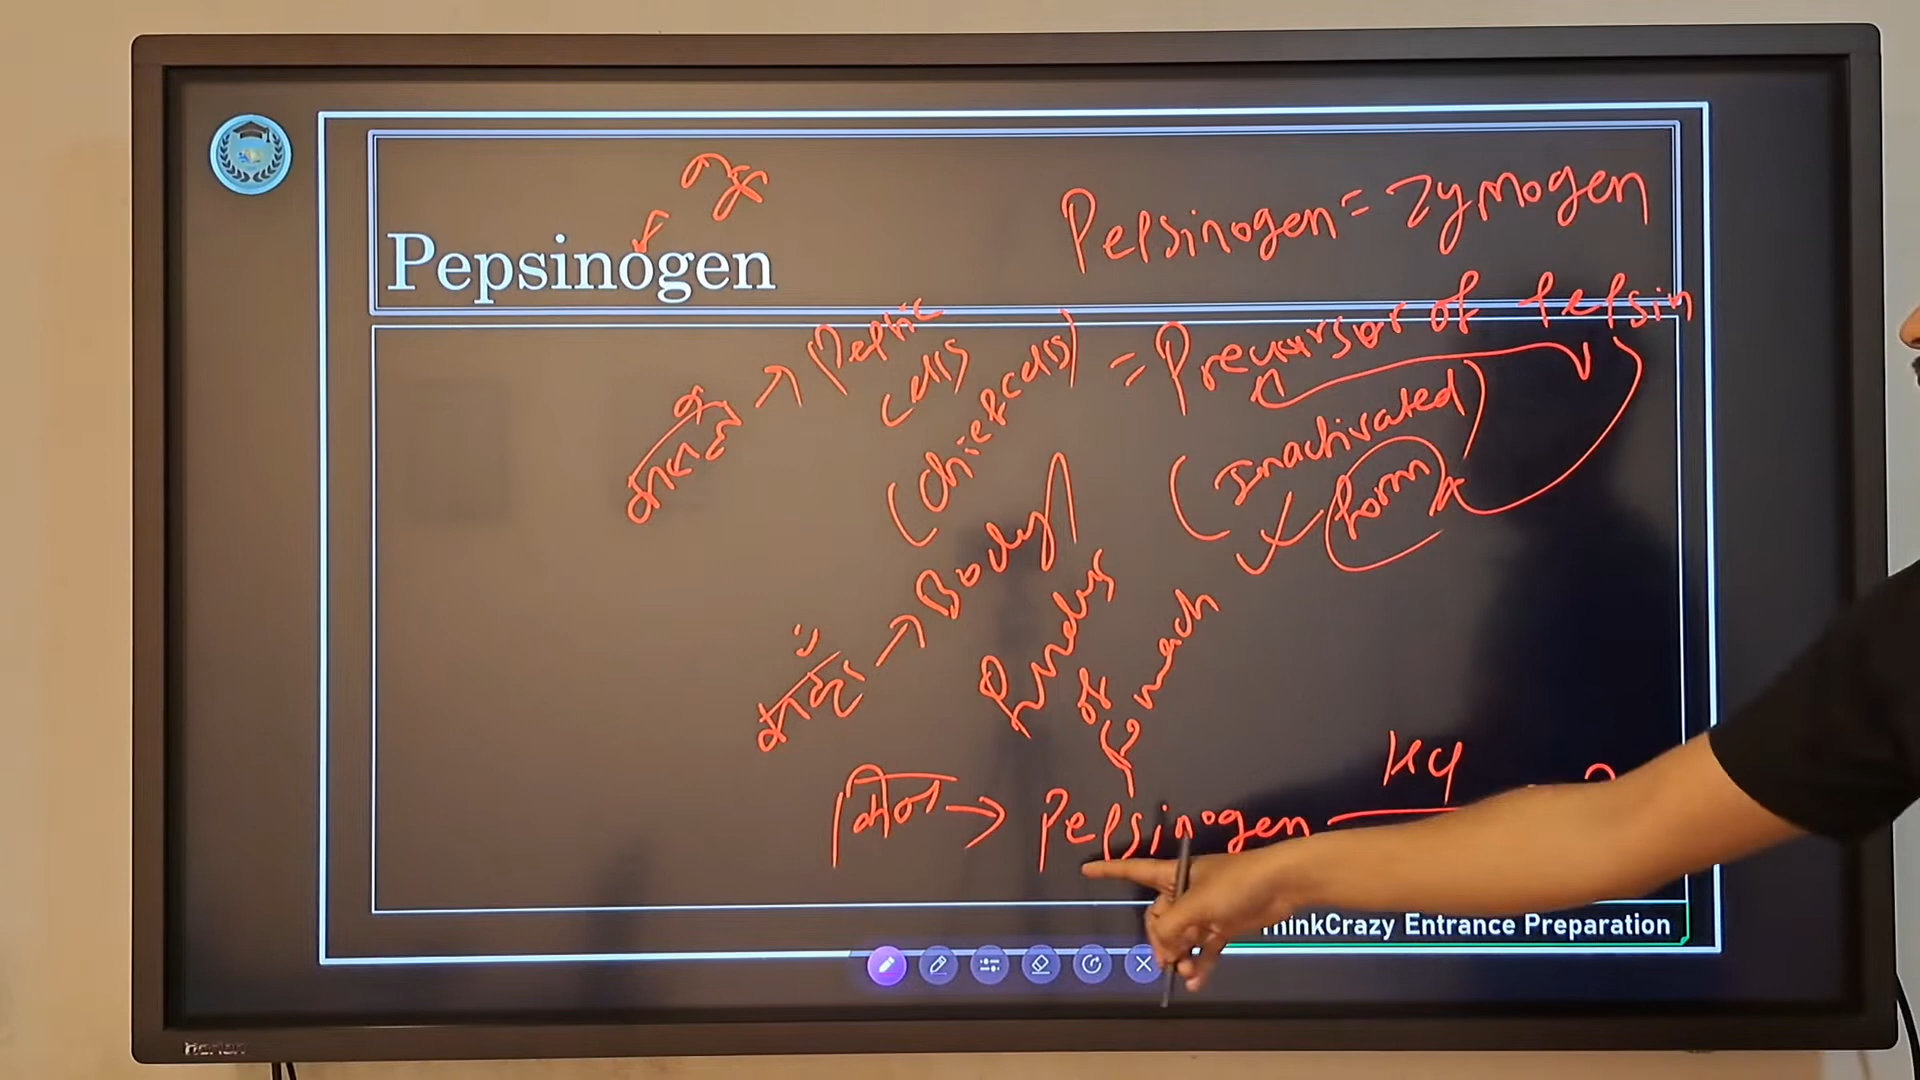 Pepsinogen
Pepsinogen = Zymogen
= Precursor of Pepsin
(Inactivated)
form
→ Peptic
cells
(Chief cells)
→ Body
Fundus
of
→ Pepsinogen HCl
ThinkCrazy Entrance Preparation